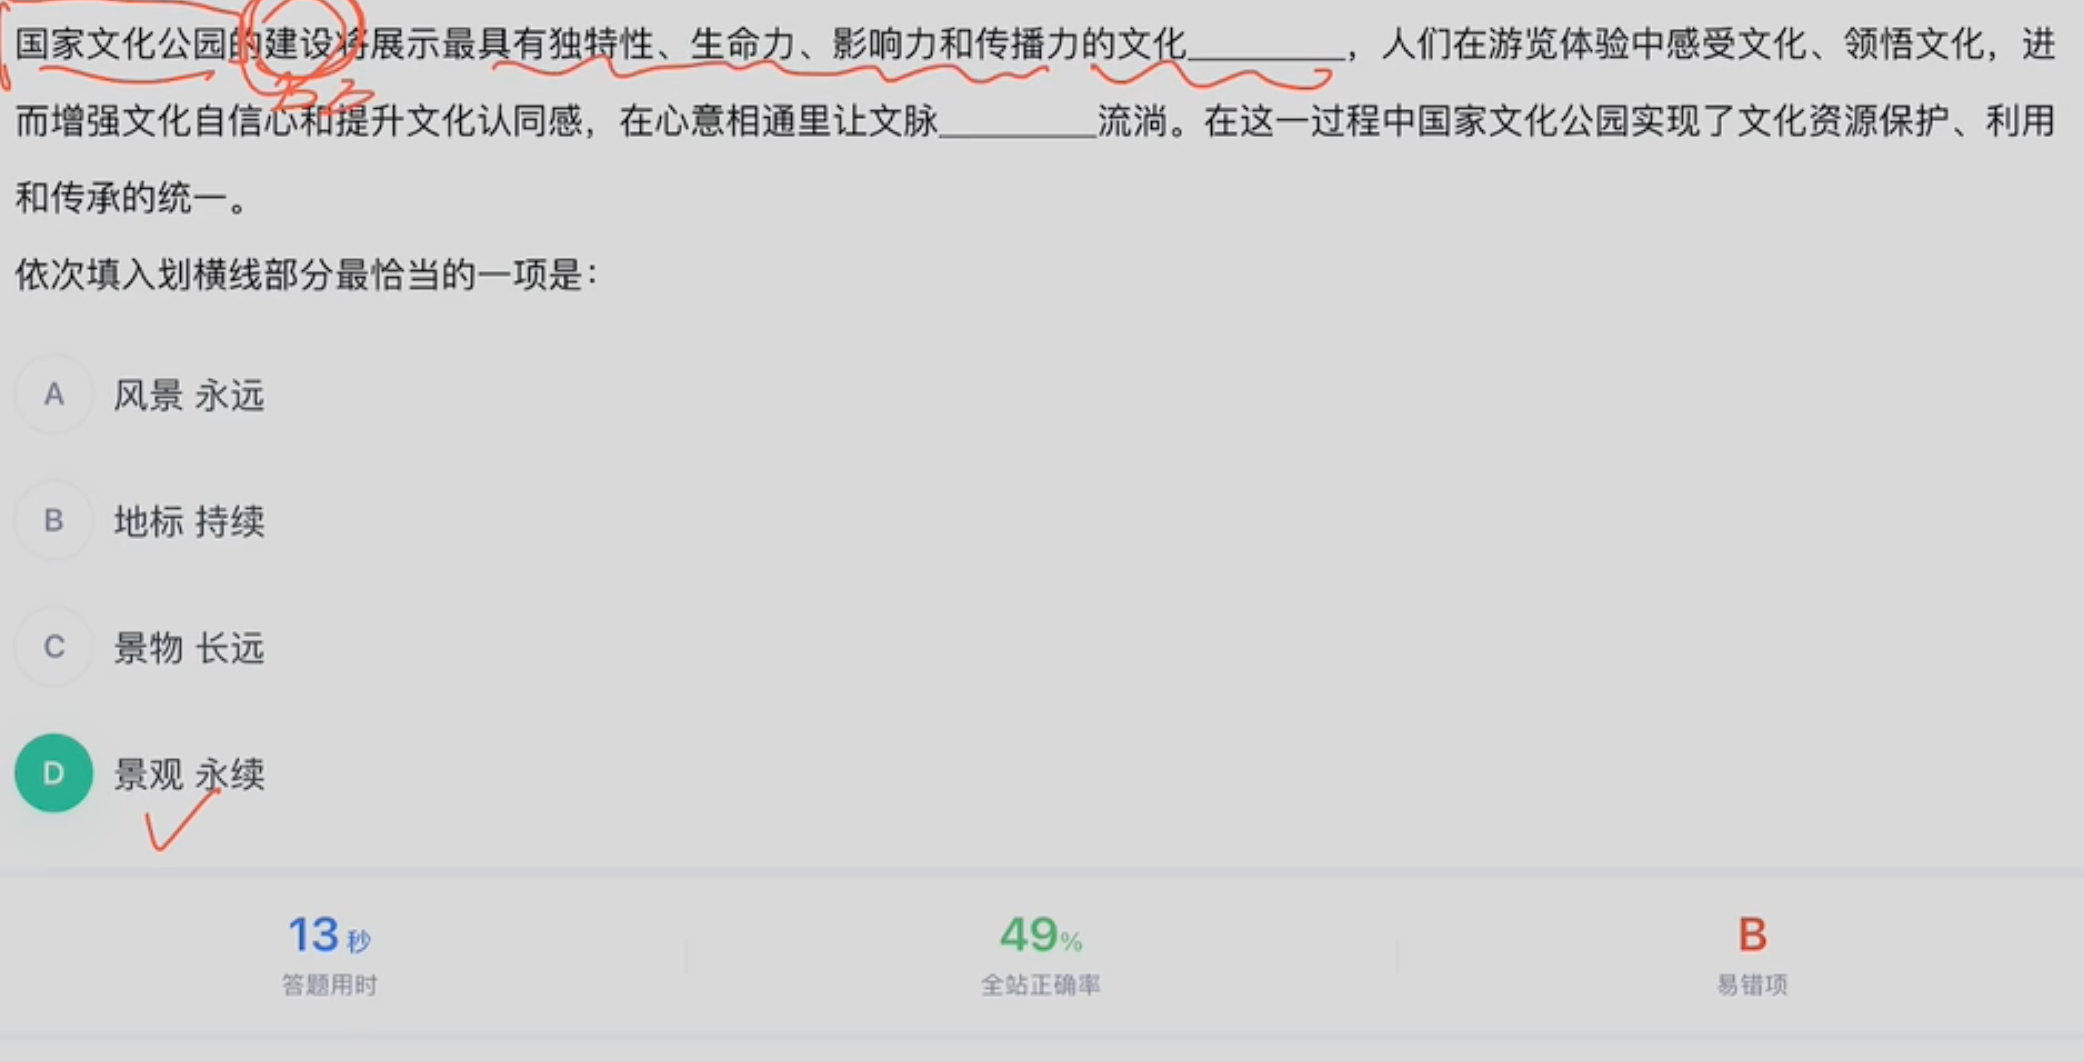 国家文化公园的建设将展示最具有独特性、生命力、影响力和传播力的文化________，人们在游览体验中感受文化、领悟文化，进
而增强文化自信心和提升文化认同感，在心意相通里让文脉________流淌。在这一过程中国家文化公园实现了文化资源保护、利用
和传承的统一。
依次填入划横线部分最恰当的一项是：
A 风景 永远
B 地标 持续
C 景物 长远
D 景观 永续
13秒 49% B
答题用时 全站正确率 易错项